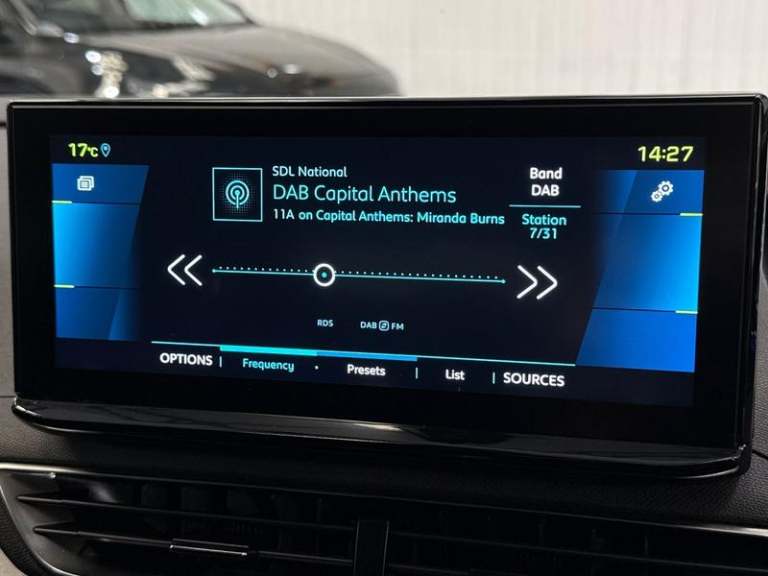 17°C
14:27
SDL National
DAB Capital Anthems
11A on Capital Anthems: Miranda Burns
Band
DAB
Station
7/31
RDS
DAB FM
OPTIONS | Frequency • Presets | List | SOURCES